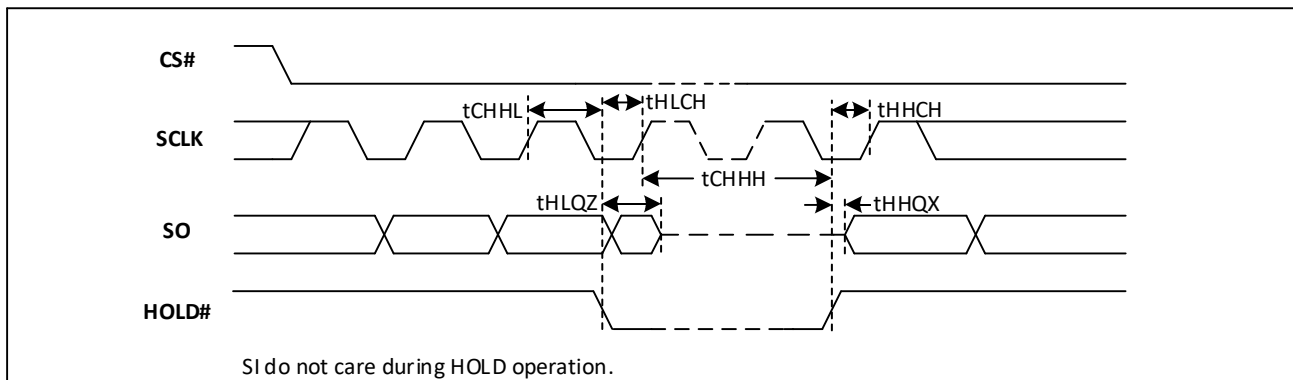 CS#
tCHHL
tHLCH
tHHCH
SCLK
tCHHH
tHLQZ
tHHQX
SO
HOLD#
SI do not care during HOLD operation.